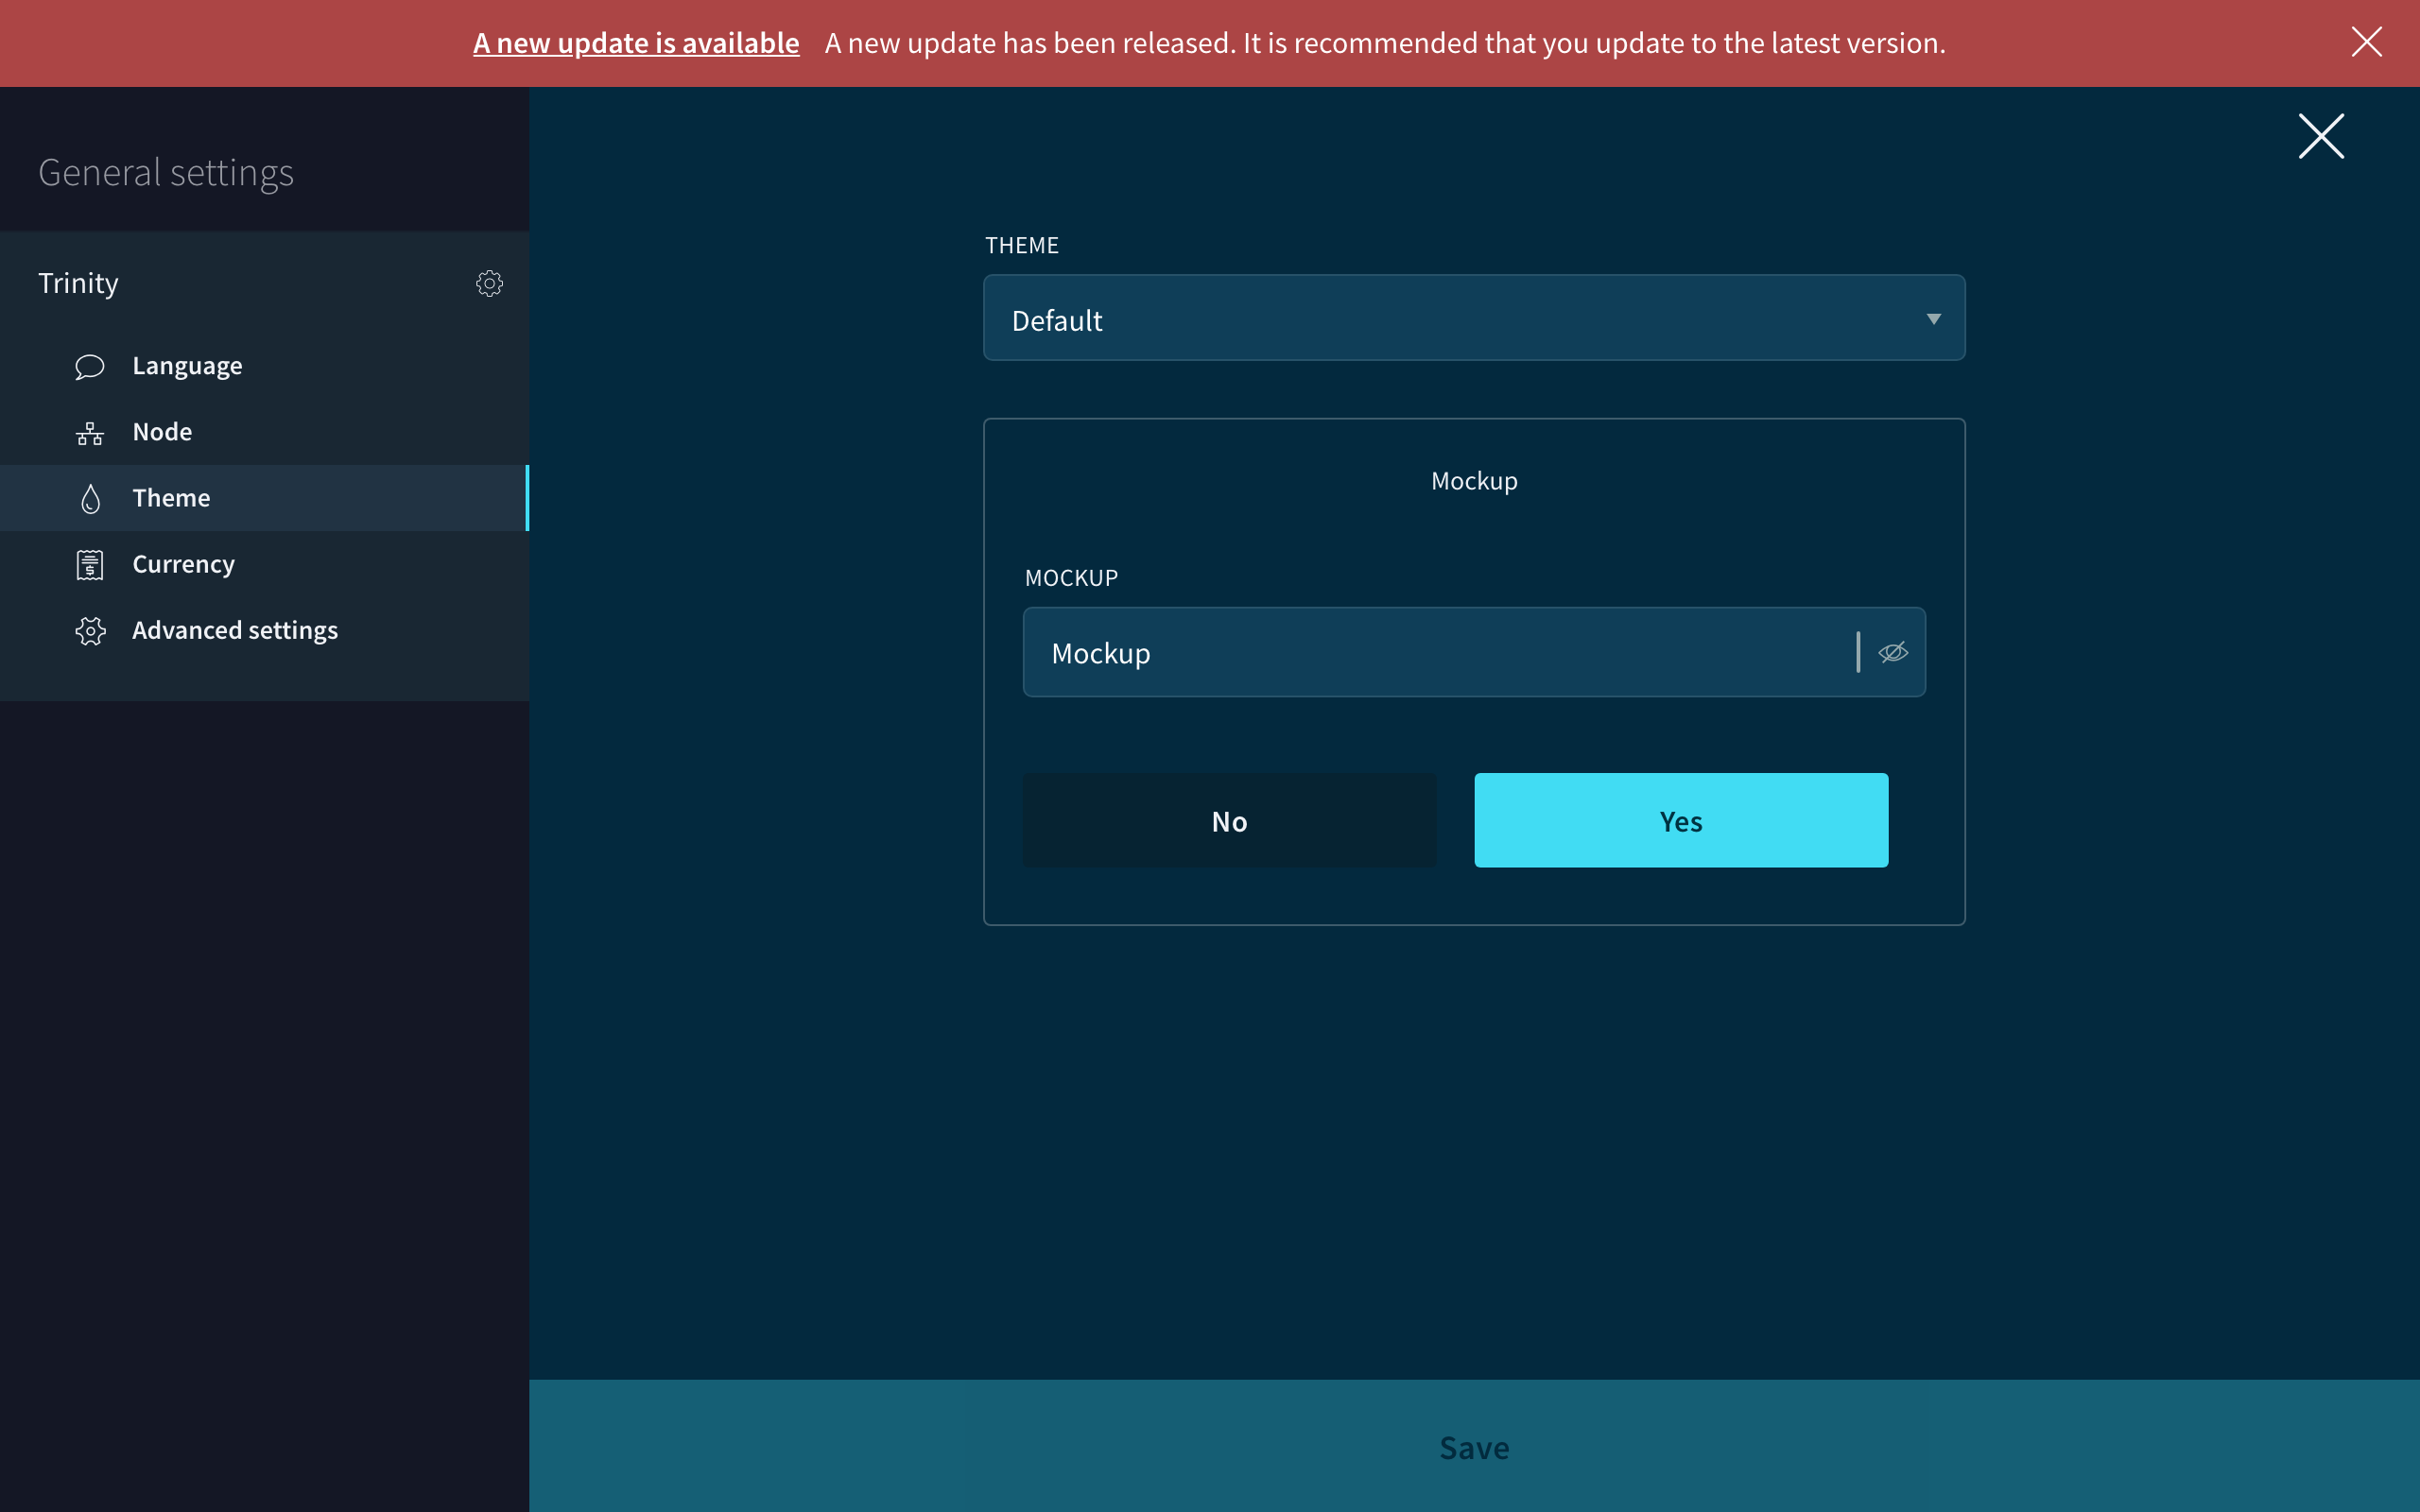 A new update is available A new update has been released. It is recommended that you update to the latest version.
General settings
Trinity
Language
Node
Theme
Currency
Advanced settings
THEME
Default
Mockup
MOCKUP
Mockup
No Yes
Save